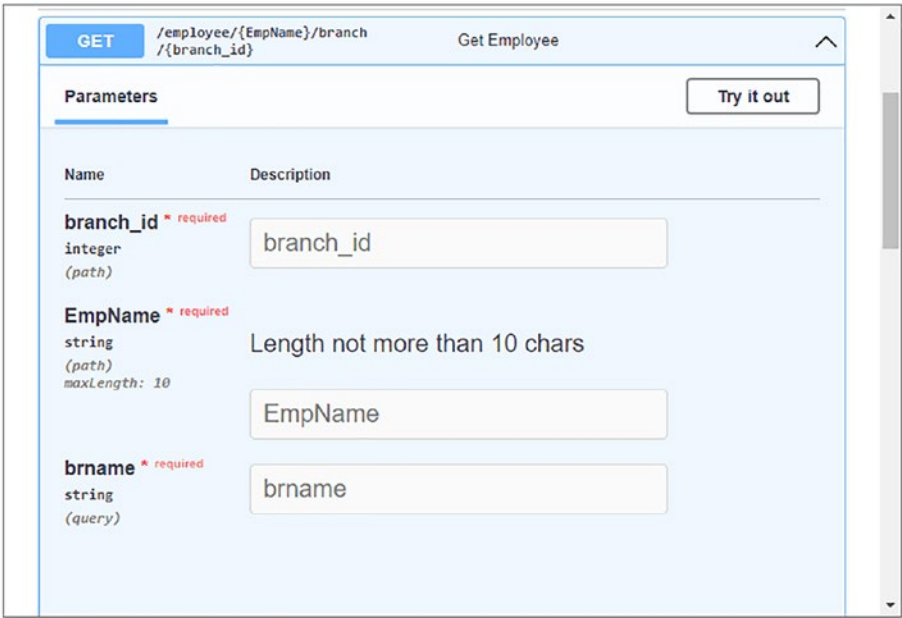 GET /employee/{EmpName}/branch Get Employee
/{branch_id}
Parameters Try it out
Name Description
branch_id * required
integer
(path)
branch_id
EmpName * required
string
(path)
maxLength: 10
Length not more than 10 chars
EmpName
brname * required
string
(query)
brname